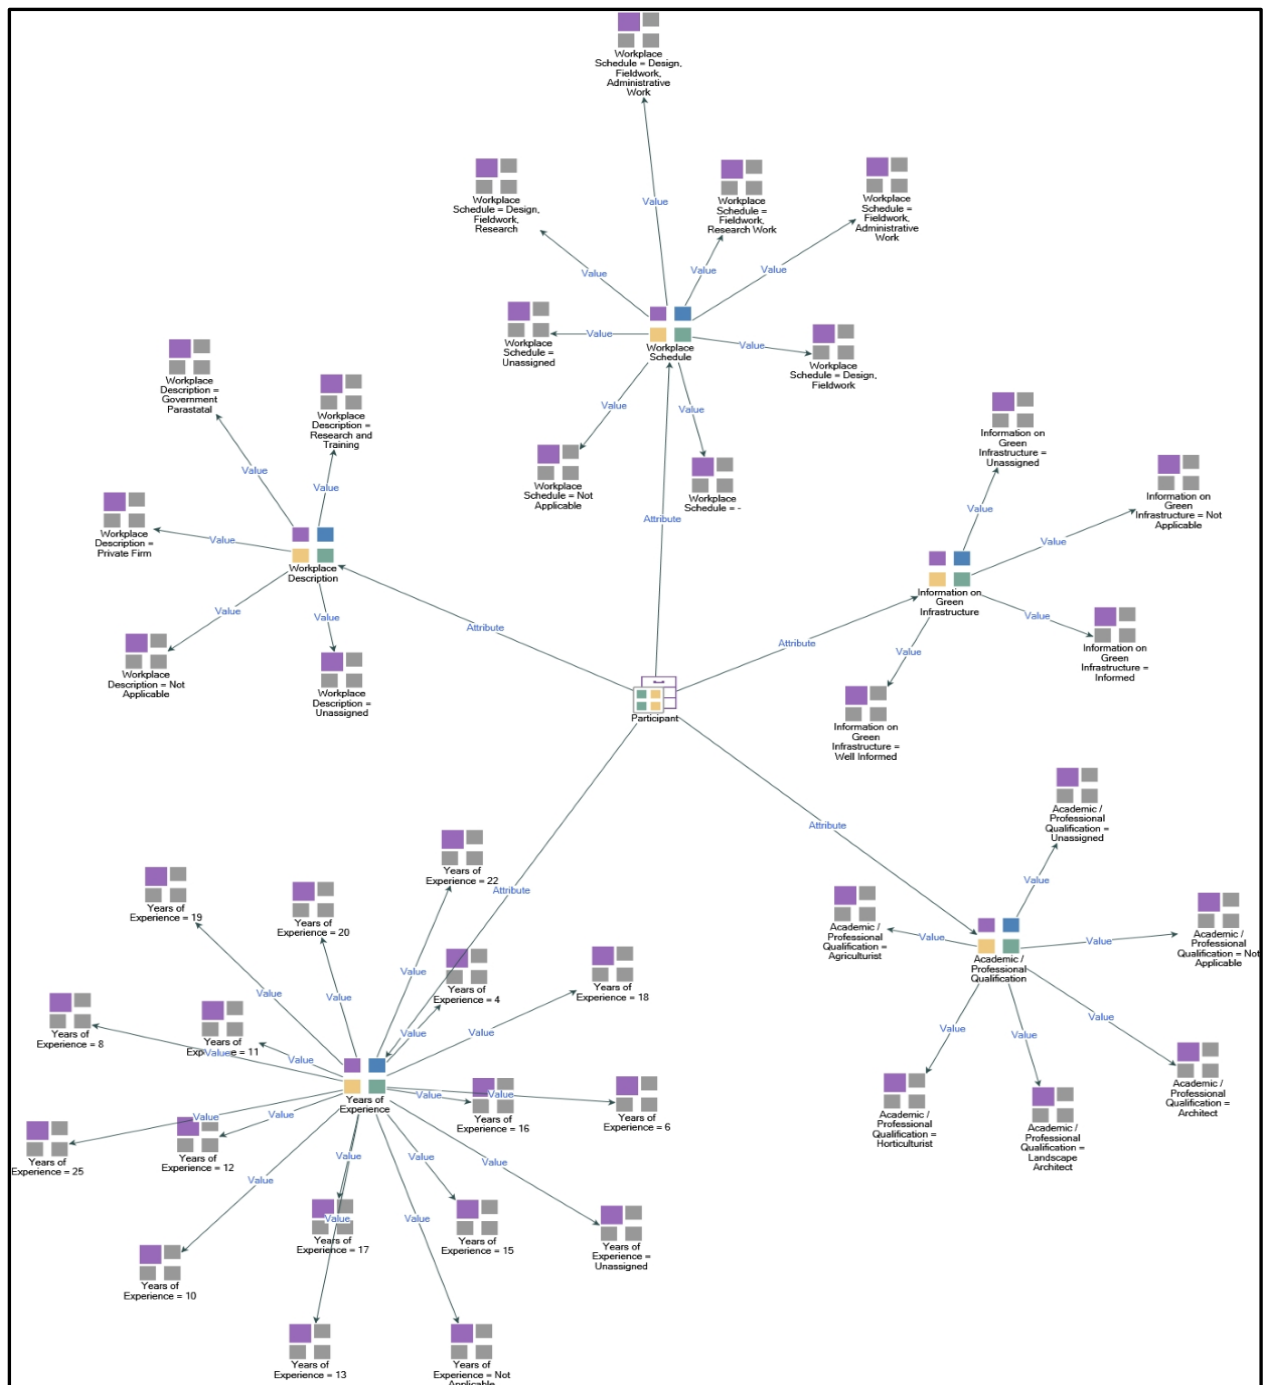 Workplace
Schedule = Design,
Fieldwork,
Administrative
Work
Value
Workplace
Schedule = Design,
Fieldwork,
Research
Workplace
Schedule =
Fieldwork,
Research Work
Workplace
Schedule =
Fieldwork,
Administrative
Work
Value
Value
Value
Workplace
Schedule =
Unassigned
Value
Workplace
Schedule
Value
Workplace
Schedule = Design,
Fieldwork
Value
Value
Workplace
Schedule = Not
Applicable
Workplace
Schedule = -
Attribute
Workplace
Description =
Government
Parastatal
Workplace
Description =
Research and
Training
Value
Value
Workplace
Description =
Private Firm
Value
Workplace
Description
Value
Value
Workplace
Description = Not
Applicable
Workplace
Description =
Unassigned
Attribute
Information on
Green
Infrastructure =
Unassigned
Information on
Green
Infrastructure = Not
Applicable
Value
Value
Information on
Green
Infrastructure
Value
Value
Information on
Green
Infrastructure =
Informed
Information on
Green
Infrastructure =
Well Informed
Attribute
Participant
Attribute
Academic /
Professional
Qualification =
Unassigned
Value
Academic /
Professional
Qualification =
Agriculturist
Value
Academic /
Professional
Qualification
Value
Academic /
Professional
Qualification = Not
Applicable
Value
Value
Value
Academic /
Professional
Qualification =
Horticulturist
Academic /
Professional
Qualification =
Landscape
Architect
Academic /
Professional
Qualification =
Architect
Attribute
Years of
Experience = 22
Years of
Experience = 19
Years of
Experience = 20
Value
Value
Value
Years of
Experience = 4
Value
Years of
Experience = 18
Value
Years of
Experience = 8
Value
Years of
= 11
Value
Years of
Experience
Value
Years of
Experience = 16
Value
Years of
Experience = 6
Value
Years of
Experience = 25
Value
Years of
Experience = 12
Value
Value
Value
Value
Years of
Experience = 10
Value
Years of
Experience = 17
Value
Years of
Experience = 15
Years of
Experience =
Unassigned
Years of
Experience = 13
Years of
Experience = Not
Applicable